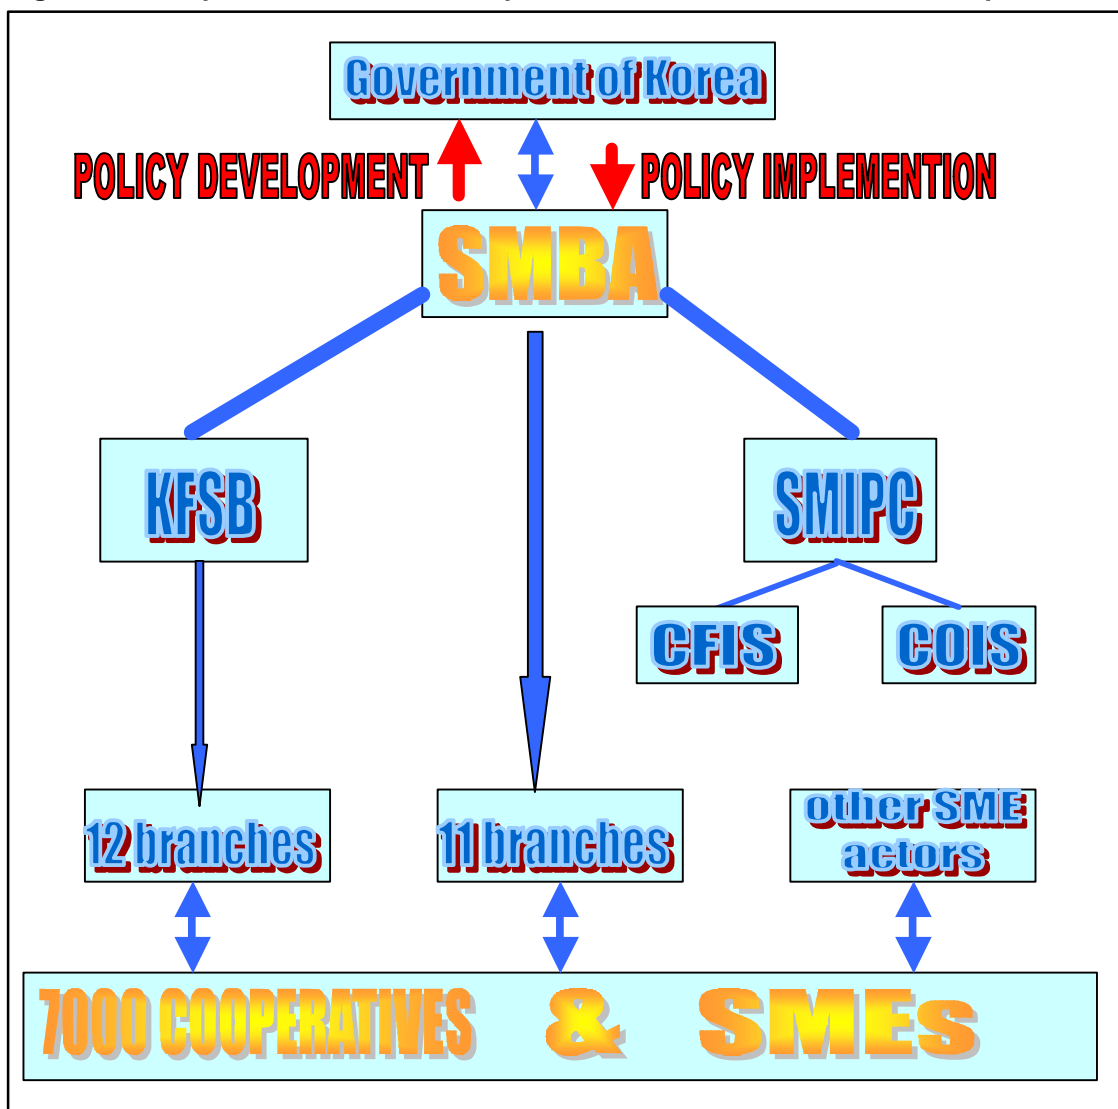 Government of Korea
POLICY DEVELOPMENT
POLICY IMPLEMENTION
SMBA
KFSB
SMIPC
CFIS
COIS
12 branches
11 branches
other SME
actors
7000 COOPERATIVES & SMEs